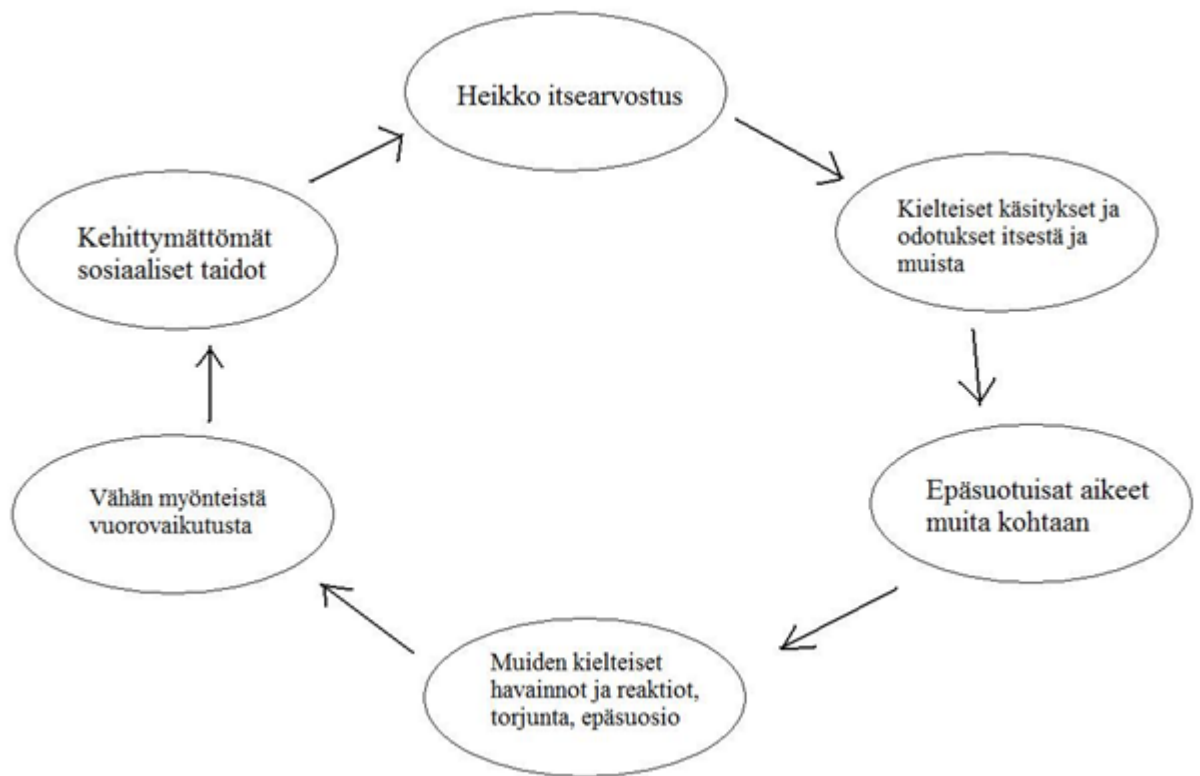 Heikko itsearvostus
Kielteiset käsitykset ja
odotukset itsestä ja
muista
Epäsuotuisat aikeet
muita kohtaan
Muiden kielteiset
havainnot ja reaktiot,
torjunta, epäsuosio
Vähän myönteistä
vuorovaikutusta
Kehittymättömät
sosiaaliset taidot